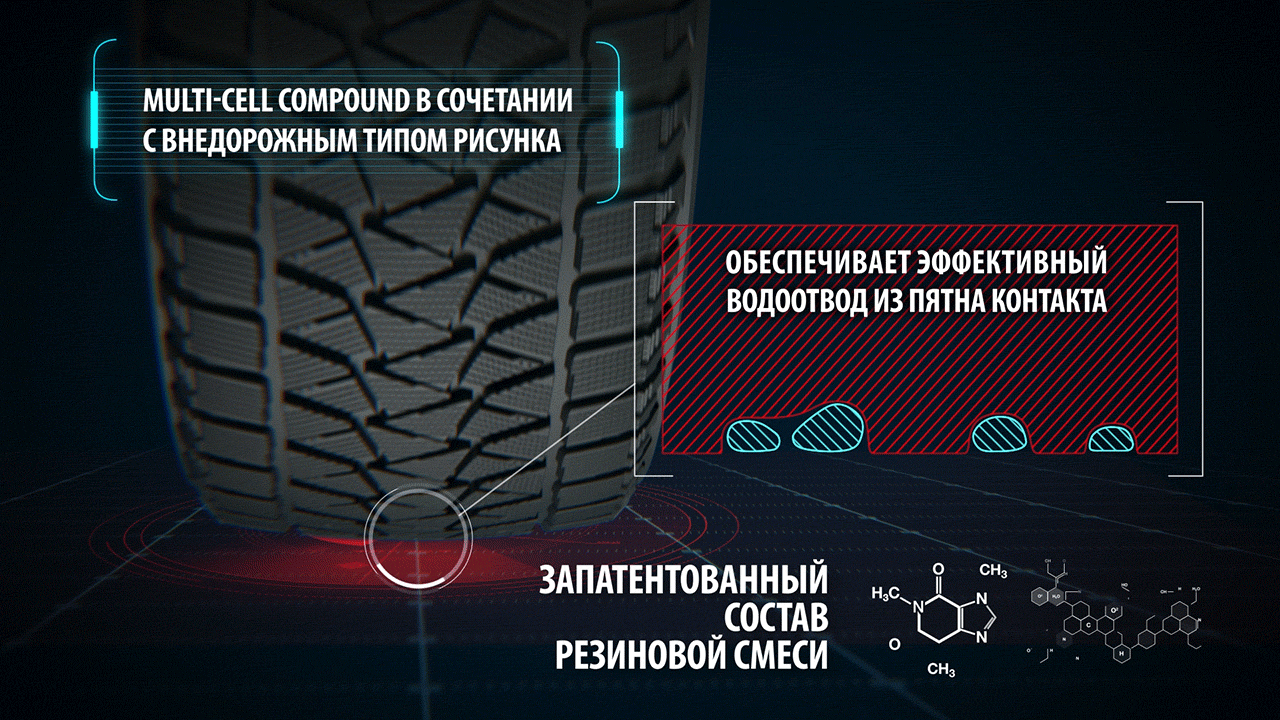 MULTI-CELL COMPOUND В СОЧЕТАНИИ
С ВНЕДОРОЖНЫМ ТИПОМ РИСУНКА
ОБЕСПЕЧИВАЕТ ЭФФЕКТИВНЫЙ
ВОДООТВОД ИЗ ПЯТНА КОНТАКТА
ЗАПАТЕНТОВАННЫЙ
СОСТАВ
РЕЗИНОВОЙ СМЕСИ
O
CH₃
H₃C
N
N
O
N
CH₃